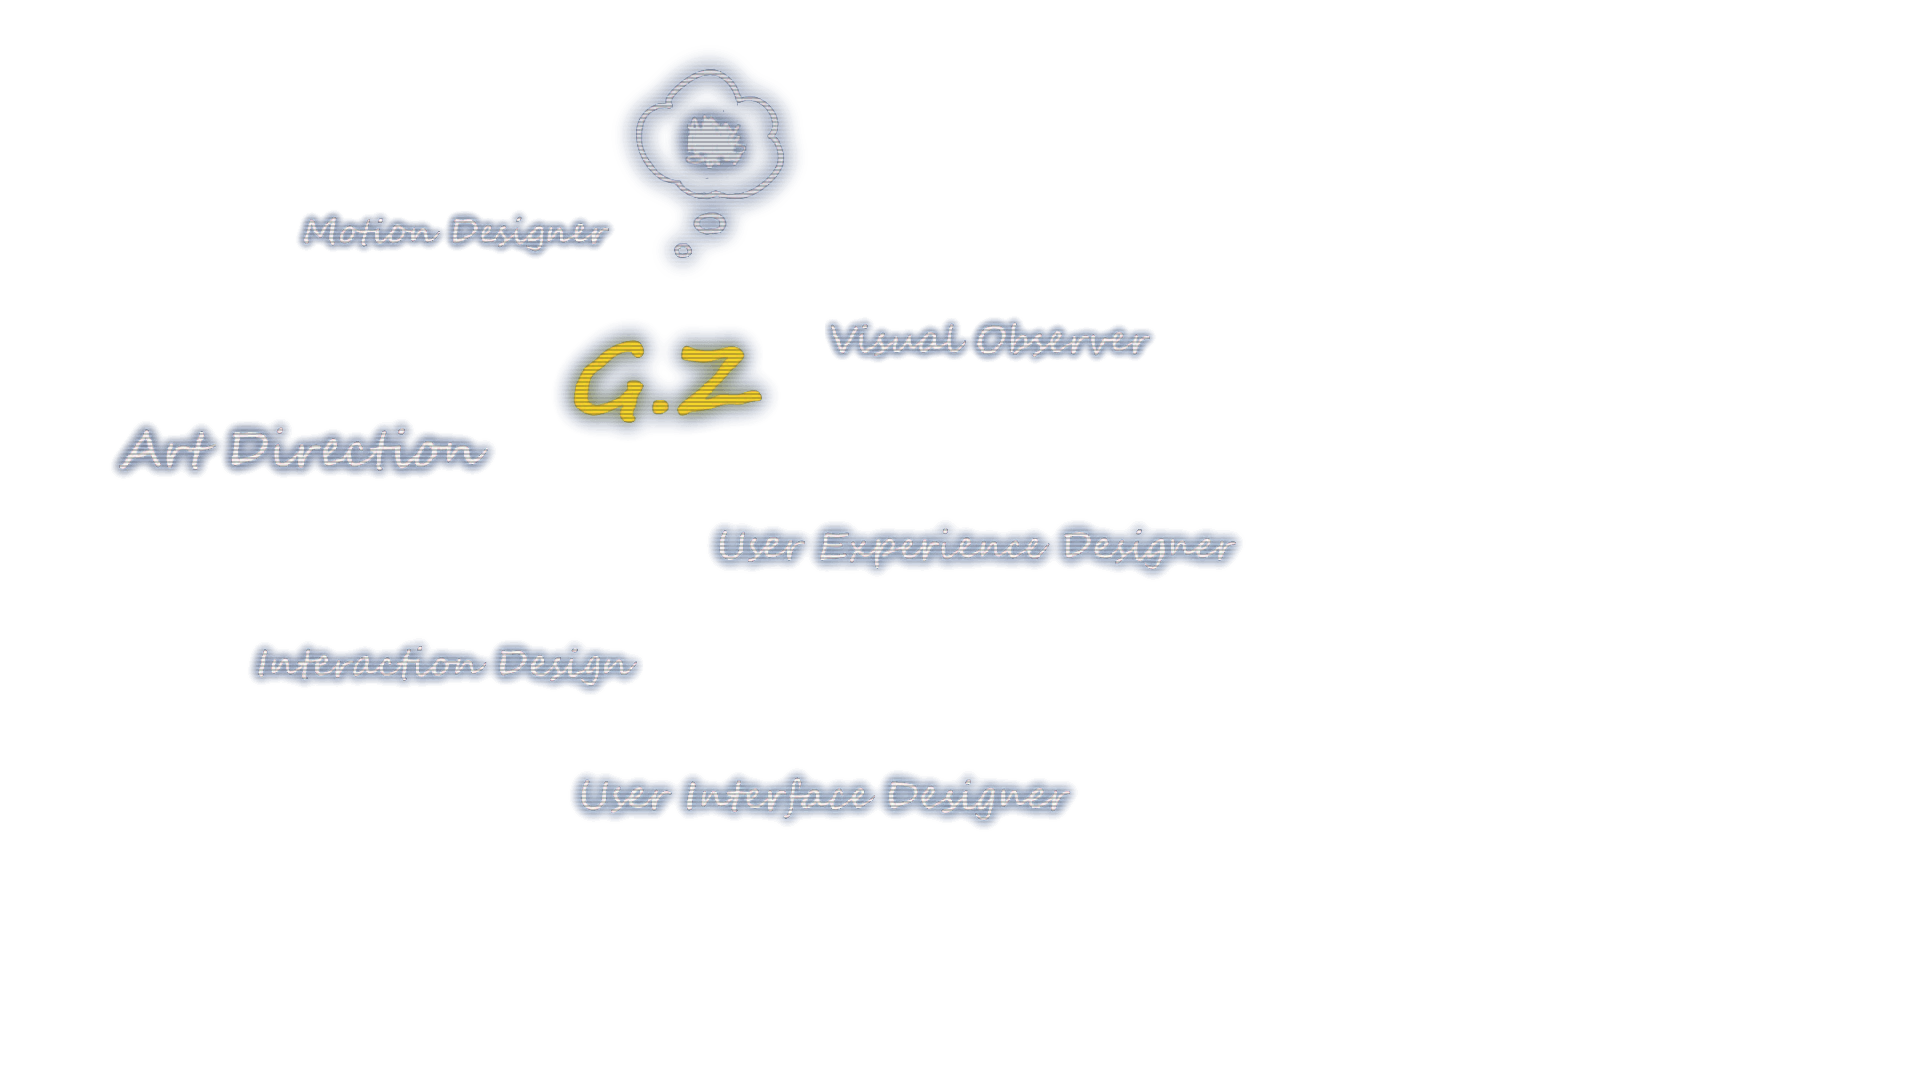 Motion Designer
Visual Observer
G.Z
Art Direction
User Experience Designer
Interaction Design
User Interface Designer